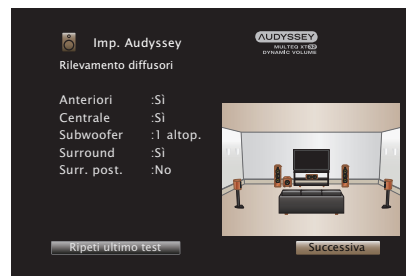 Imp. Audyssey
AUDYSSEY
MULTEQ XT32
DYNAMIC VOLUME
Rilevamento diffusori
Anteriori :Sì
Centrale :Sì
Subwoofer :1 altop.
Surround :Sì
Surr. post. :No
Ripeti ultimo test
Successiva